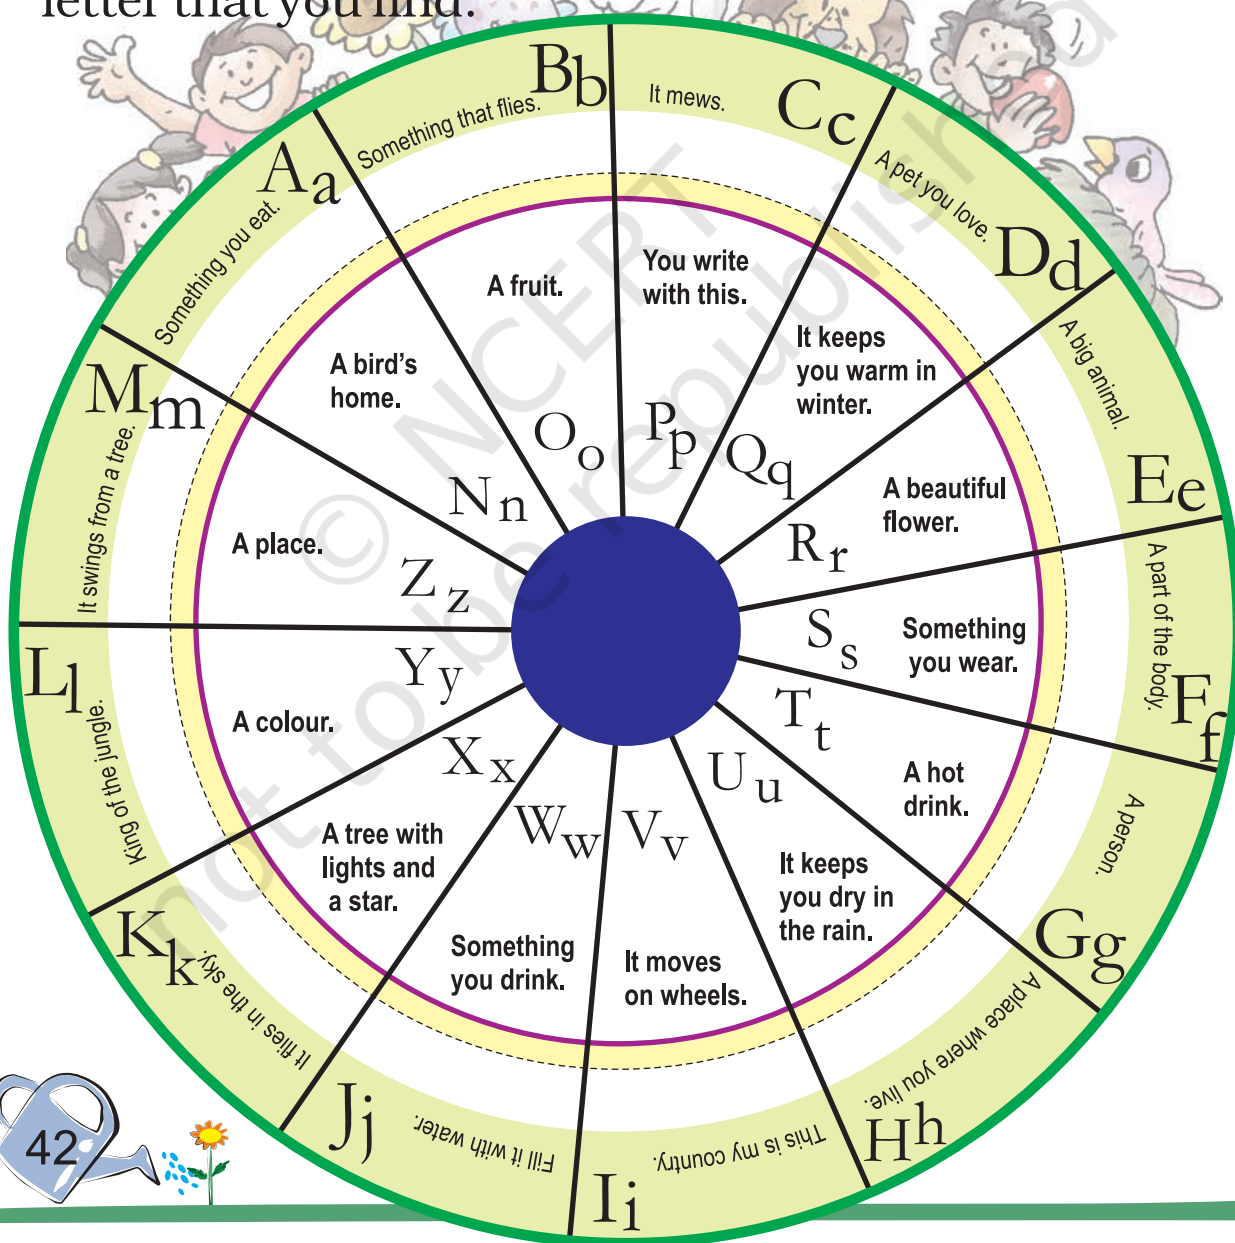 letter that you find.
Aa
Something you eat.
Bb
Something that flies.
Cc
It mews.
Dd
A pet you love.
Ee
A big animal.
Ff
A part of the body.
Gg
A person.
Hh
A place where you live.
Ii
This is my country.
Jj
Fill it with water.
Kk
It flies in the sky.
Ll
King of the jungle.
Mm
It swings from a tree.
Nn
A bird's
home.
Oo
A fruit.
Pp
You write
with this.
Qq
It keeps
you warm in
winter.
Rr
A beautiful
flower.
Ss
Something
you wear.
Tt
A hot
drink.
Uu
It keeps
you dry in
the rain.
Vv
It moves
on wheels.
Ww
Something
you drink.
Xx
A tree with
lights and
a star.
Yy
A colour.
Zz
A place.
42
© NCERT
not to be republished